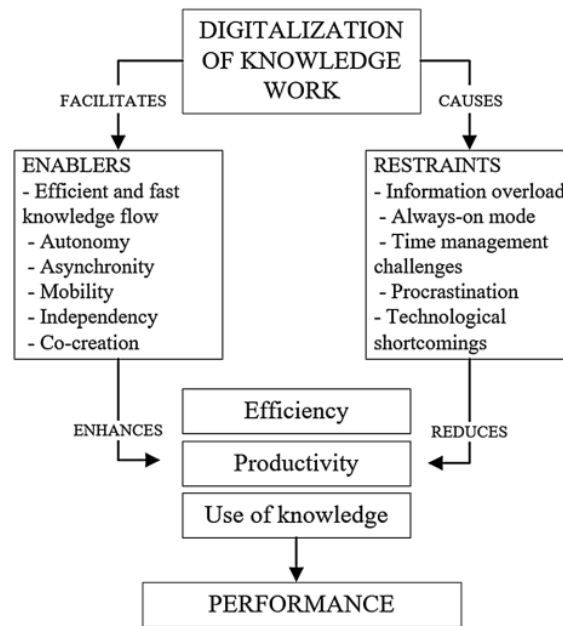 DIGITALIZATION
OF KNOWLEDGE
WORK
FACILITATES
CAUSES
ENABLERS
- Efficient and fast
knowledge flow
- Autonomy
- Asynchronity
- Mobility
- Independency
- Co-creation
RESTRAINTS
- Information overload
- Always-on mode
- Time management
challenges
- Procrastination
- Technological
shortcomings
ENHANCES
REDUCES
Efficiency
Productivity
Use of knowledge
PERFORMANCE